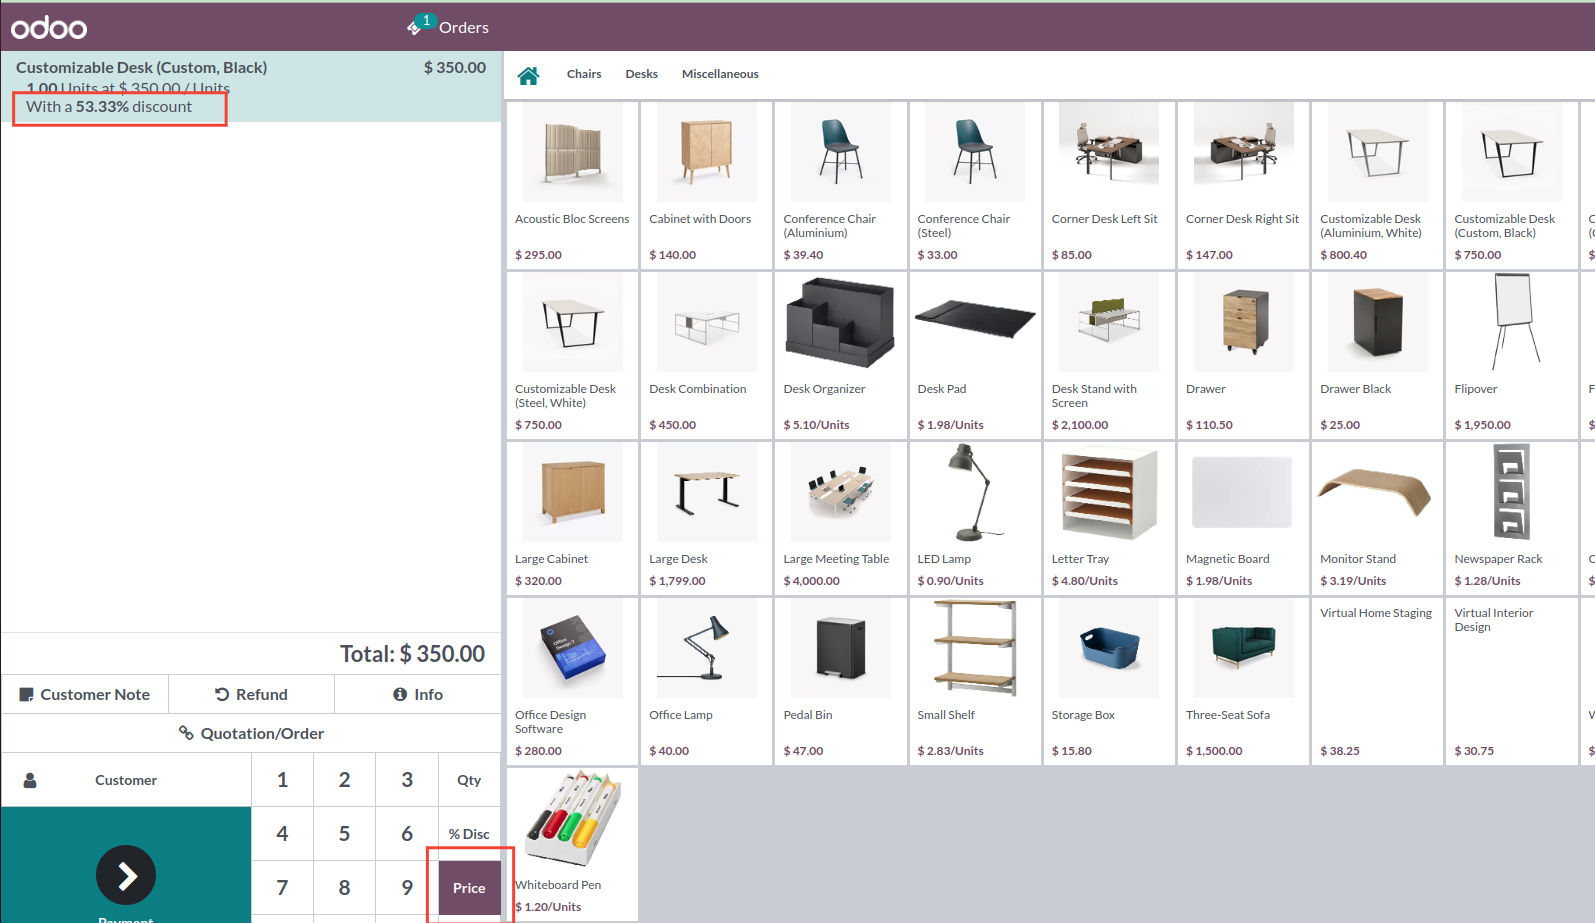 odoo
1 Orders
Customizable Desk (Custom, Black) $ 350.00
1.00 Units at $ 350.00 / Units
With a 53.33% discount
Chairs Desks Miscellaneous
Acoustic Bloc Screens
$ 295.00
Cabinet with Doors
$ 140.00
Conference Chair
(Aluminium)
$ 39.40
Conference Chair
(Steel)
$ 33.00
Corner Desk Left Sit
$ 85.00
Corner Desk Right Sit
$ 147.00
Customizable Desk
(Aluminium, White)
$ 800.40
Customizable Desk
(Custom, Black)
$ 750.00
Customizable Desk
(Steel, White)
$ 750.00
Desk Combination
$ 450.00
Desk Organizer
$ 5.10/Units
Desk Pad
$ 1.98/Units
Desk Stand with
Screen
$ 2,100.00
Drawer
$ 110.50
Drawer Black
$ 25.00
Flipover
$ 1,950.00
Large Cabinet
$ 320.00
Large Desk
$ 1,799.00
Large Meeting Table
$ 4,000.00
LED Lamp
$ 0.90/Units
Letter Tray
$ 4.80/Units
Magnetic Board
$ 1.98/Units
Monitor Stand
$ 3.19/Units
Newspaper Rack
$ 1.28/Units
Office Design
Software
$ 280.00
Office Lamp
$ 40.00
Pedal Bin
$ 47.00
Small Shelf
$ 2.83/Units
Storage Box
$ 15.80
Three-Seat Sofa
$ 1,500.00
Virtual Home Staging
$ 38.25
Virtual Interior
Design
$ 30.75
Whiteboard Pen
$ 1.20/Units
Total: $ 350.00
Customer Note Refund Info
Quotation/Order
Customer 1 2 3 Qty
4 5 6 % Disc
7 8 9 Price
Payment